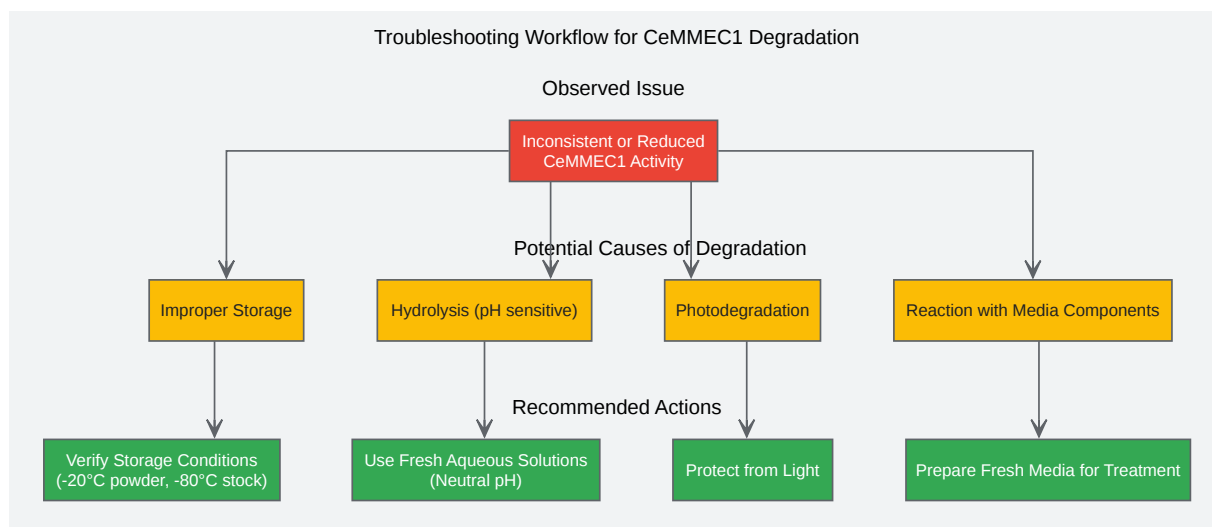 Troubleshooting Workflow for CeMMEC1 Degradation
Observed Issue
Inconsistent or Reduced
CeMMEC1 Activity
Potential Causes of Degradation
Improper Storage
Hydrolysis (pH sensitive)
Photodegradation
Reaction with Media Components
Recommended Actions
Verify Storage Conditions
(-20°C powder, -80°C stock)
Use Fresh Aqueous Solutions
(Neutral pH)
Protect from Light
Prepare Fresh Media for Treatment